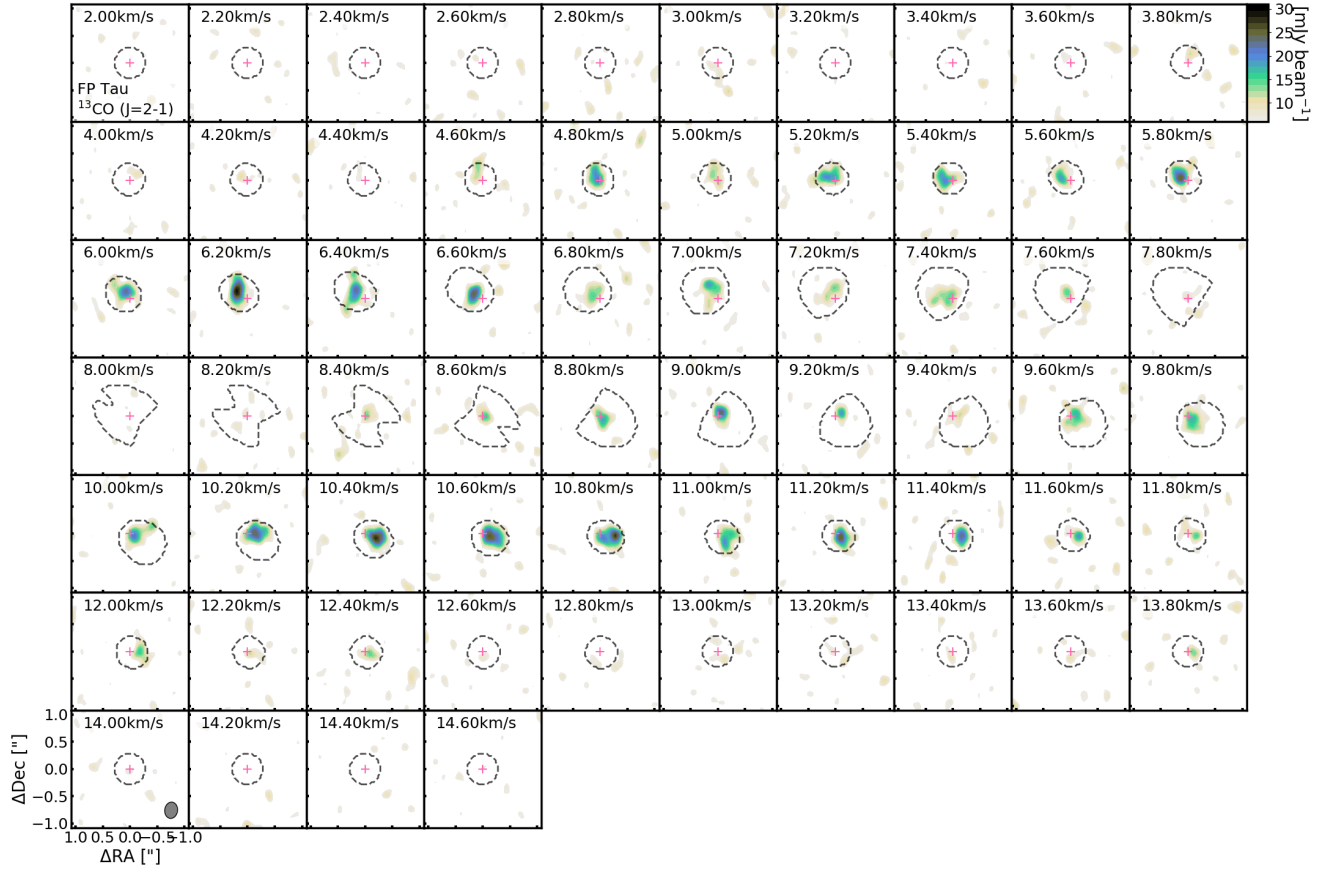 2.00km/s 2.20km/s 2.40km/s 2.60km/s 2.80km/s 3.00km/s 3.20km/s 3.40km/s 3.60km/s 3.80km/s
FP Tau
¹³CO (J=2-1)
30
25
20
15
10
[mJy beam⁻¹]
4.00km/s 4.20km/s 4.40km/s 4.60km/s 4.80km/s 5.00km/s 5.20km/s 5.40km/s 5.60km/s 5.80km/s
6.00km/s 6.20km/s 6.40km/s 6.60km/s 6.80km/s 7.00km/s 7.20km/s 7.40km/s 7.60km/s 7.80km/s
8.00km/s 8.20km/s 8.40km/s 8.60km/s 8.80km/s 9.00km/s 9.20km/s 9.40km/s 9.60km/s 9.80km/s
10.00km/s 10.20km/s 10.40km/s 10.60km/s 10.80km/s 11.00km/s 11.20km/s 11.40km/s 11.60km/s 11.80km/s
12.00km/s 12.20km/s 12.40km/s 12.60km/s 12.80km/s 13.00km/s 13.20km/s 13.40km/s 13.60km/s 13.80km/s
14.00km/s 14.20km/s 14.40km/s 14.60km/s
1.0
0.5
0.0
−0.5
−1.0
ΔDec ["]
1.0 0.5 0.0 −0.5 −1.0
ΔRA ["]